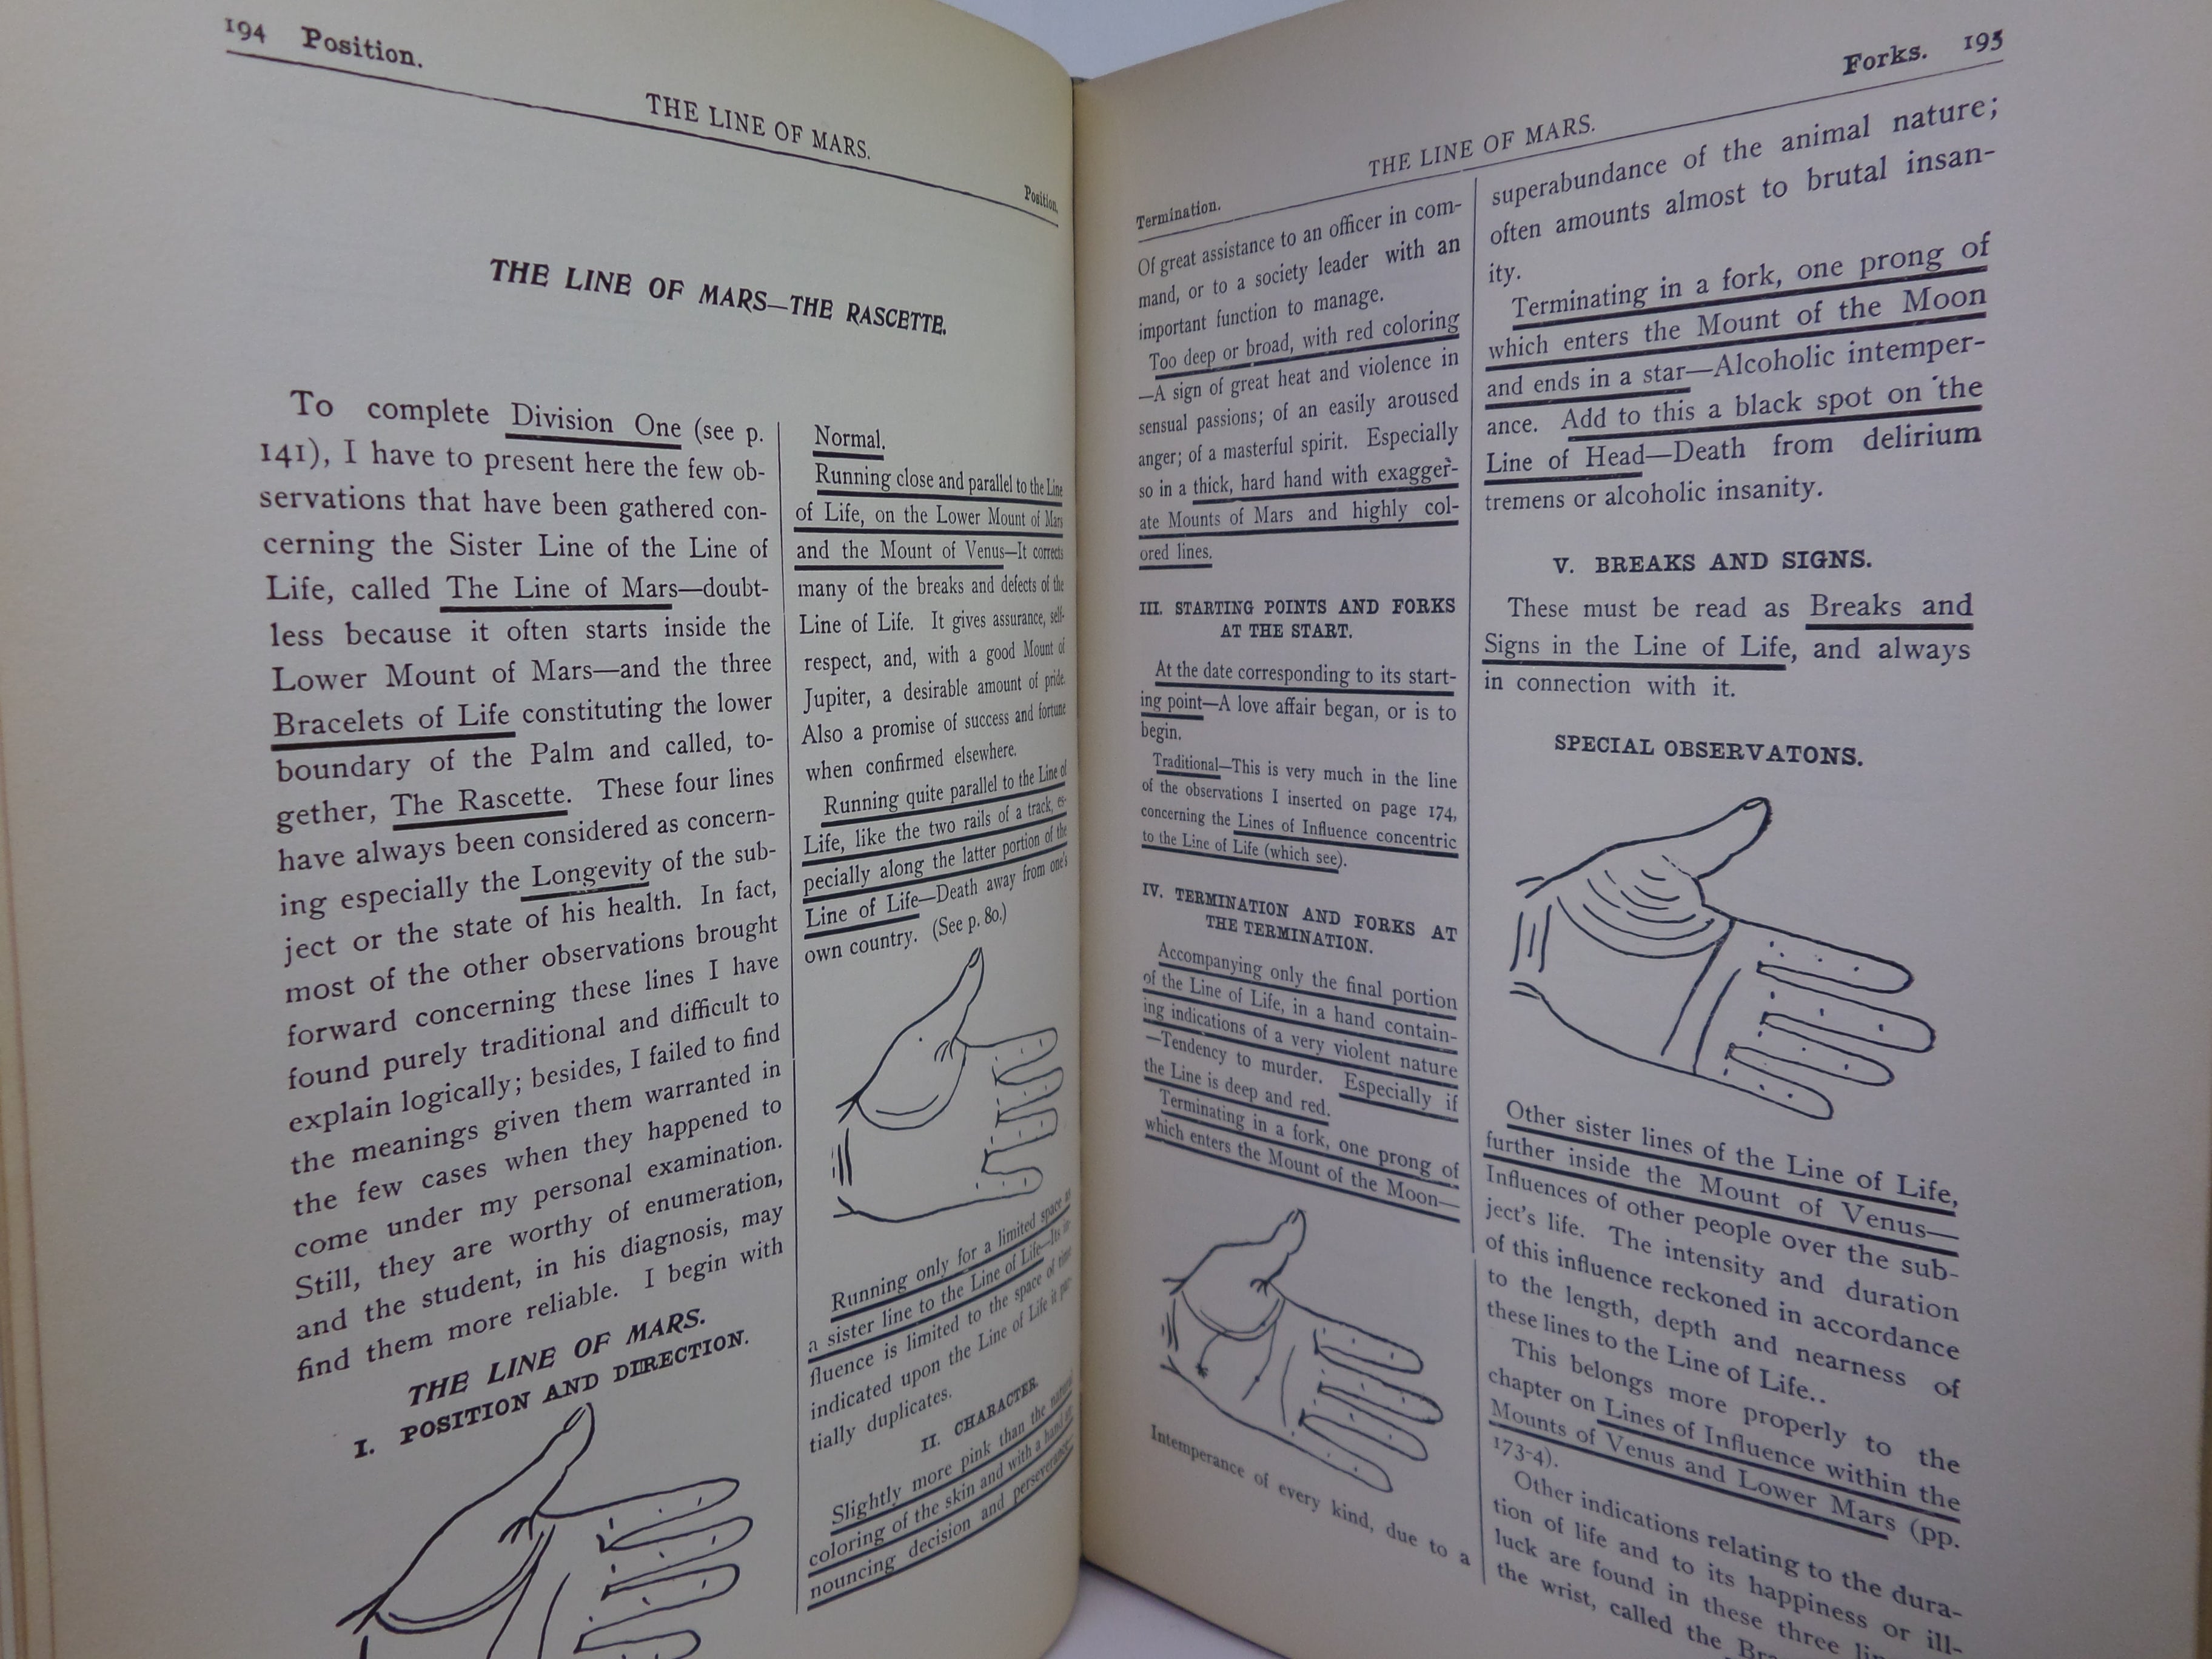 194 Position.
THE LINE OF MARS.
Position.
THE LINE OF MARS—THE RASCETTE.
To complete Division One (see p.
141), I have to present here the few ob-
servations that have been gathered con-
cerning the Sister Line of the Line of
Life, called The Line of Mars—doubt-
less because it often starts inside the
Lower Mount of Mars—and the three
Bracelets of Life constituting the lower
boundary of the Palm and called, to-
gether, The Rascette. These four lines
have always been considered as concern-
ing especially the Longevity of the sub-
ject or the state of his health. In fact,
most of the other observations brought
forward concerning these lines I have
found purely traditional and difficult to
explain logically; besides, I failed to find
the meanings given them warranted in
the few cases when they happened to
come under my personal examination.
Still, they are worthy of enumeration,
and the student, in his diagnosis, may
find them more reliable. I begin with
THE LINE OF MARS.
I. POSITION AND DIRECTION.
Normal.
Running close and parallel to the Line
of Life, on the Lower Mount of Mars
and the Mount of Venus—It corrects
many of the breaks and defects of the
Line of Life. It gives assurance, self-
respect, and, with a good Mount of
Jupiter, a desirable amount of pride.
Also a promise of success and fortune
when confirmed elsewhere.
Running quite parallel to the Line of
Life, like the two rails of a track, es-
pecially along the latter portion of the
Line of Life—Death away from one's
own country. (See p. 80.)
Running only for a limited space as
a sister line to the Line of Life—Its in-
fluence is limited to the space of time
indicated upon the Line of Life it par-
tially duplicates.
II. CHARACTER.
Slightly more pink than the natural
coloring of the skin and with a hand an-
nouncing decision and perseverance—
Forks. 195
THE LINE OF MARS.
Termination.
Of great assistance to an officer in com-
mand, or to a society leader with an
important function to manage.
Too deep or broad, with red coloring
—A sign of great heat and violence in
sensual passions; of an easily aroused
anger; of a masterful spirit. Especially
so in a thick, hard hand with exagger-
ate Mounts of Mars and highly col-
ored lines.
III. STARTING POINTS AND FORKS
AT THE START.
At the date corresponding to its start-
ing point—A love affair began, or is to
begin.
Traditional—This is very much in the line
of the observations I inserted on page 174,
concerning the Lines of Influence concentric
to the Line of Life (which see).
IV. TERMINATION AND FORKS AT
THE TERMINATION.
Accompanying only the final portion
of the Line of Life, in a hand contain-
ing indications of a very violent nature
—Tendency to murder. Especially if
the Line is deep and red.
Terminating in a fork, one prong of
which enters the Mount of the Moon—
Intemperance of every kind, due to a
superabundance of the animal nature;
often amounts almost to brutal insan-
ity.
Terminating in a fork, one prong of
which enters the Mount of the Moon
and ends in a star—Alcoholic intemper-
ance. Add to this a black spot on the
Line of Head—Death from delirium
tremens or alcoholic insanity.
V. BREAKS AND SIGNS.
These must be read as Breaks and
Signs in the Line of Life, and always
in connection with it.
SPECIAL OBSERVATONS.
Other sister lines of the Line of Life,
further inside the Mount of Venus—
Influences of other people over the sub-
ject's life. The intensity and duration
of this influence reckoned in accordance
to the length, depth and nearness of
these lines to the Line of Life..
This belongs more properly to the
chapter on Lines of Influence within the
Mounts of Venus and Lower Mars (pp.
173-4).
Other indications relating to the dura-
tion of life and to its happiness or ill-
luck are found in these three
the wrist, called the